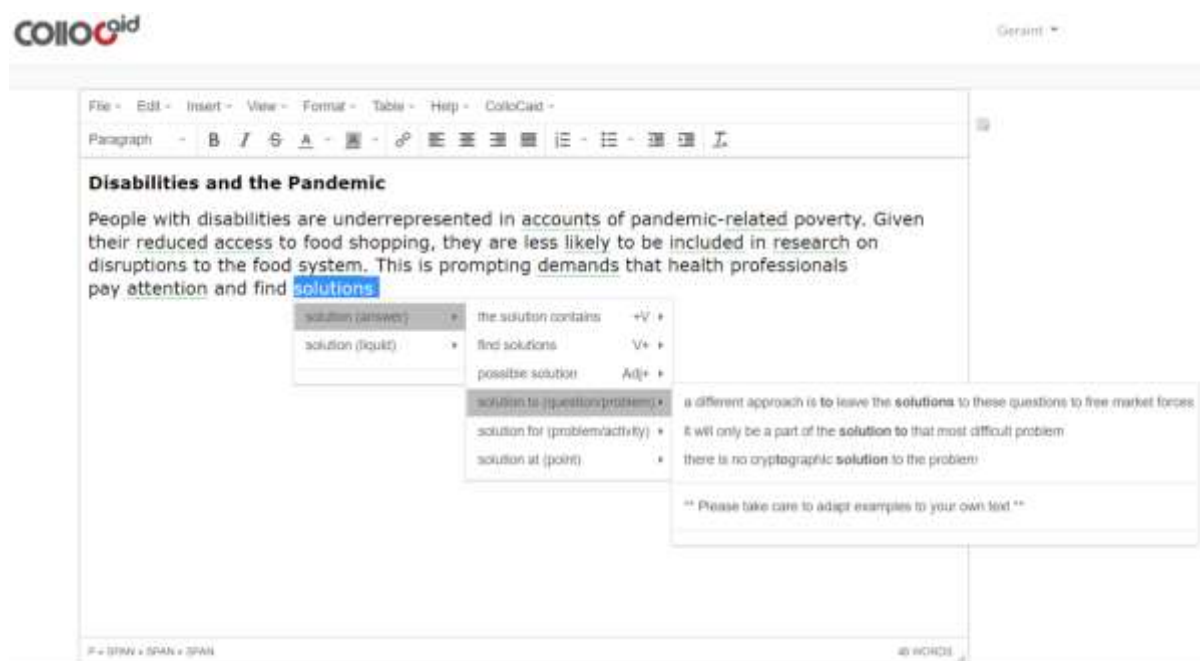 ColloCaid
Geraint
File Edit Insert View Format Table Help ColloCaid
Paragraph B I S A A
Disabilities and the Pandemic
People with disabilities are underrepresented in accounts of pandemic-related poverty. Given
their reduced access to food shopping, they are less likely to be included in research on
disruptions to the food system. This is prompting demands that health professionals
pay attention and find solutions
solution (answer)
solution (liquid)
the solution contains +V
find solutions V+
possible solution Adj+
solution to (question/problem)
solution for (problem/activity)
solution at (point)
a different approach is to leave the solutions to these questions to free market forces
it will only be a part of the solution to that most difficult problem
there is no cryptographic solution to the problem
** Please take care to adapt examples to your own text **
P » SPAN » SPAN » SPAN
WORDS